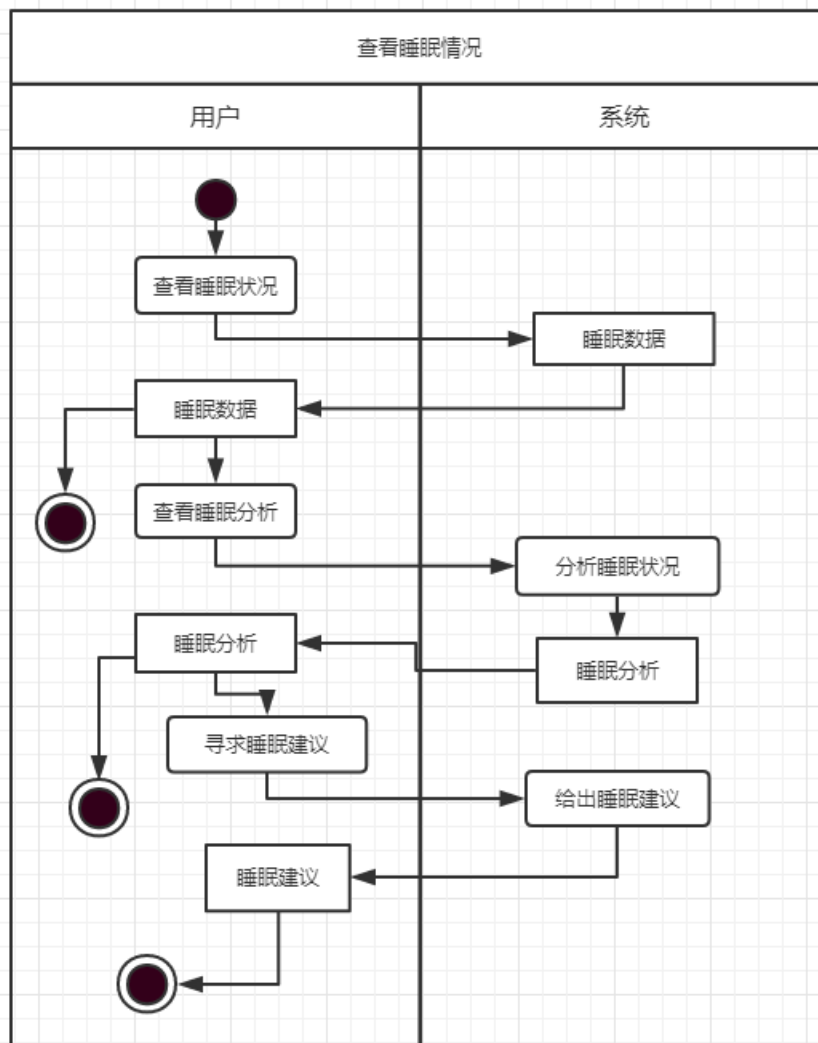 查看睡眠情况
用户
系统
查看睡眠状况
睡眠数据
睡眠数据
查看睡眠分析
分析睡眠状况
睡眠分析
睡眠分析
寻求睡眠建议
给出睡眠建议
睡眠建议